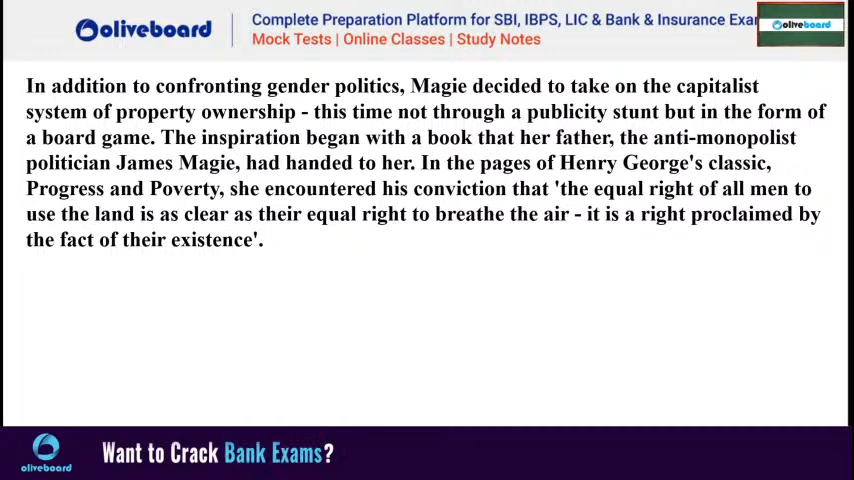 oliveboard
Complete Preparation Platform for SBI, IBPS, LIC & Bank & Insurance
Mock Tests | Online Classes | Study Notes
oliveboard
In addition to confronting gender politics, Magie decided to take on the capitalist
system of property ownership - this time not through a publicity stunt but in the form of
a board game. The inspiration began with a book that her father, the anti-monopolist
politician James Magie, had handed to her. In the pages of Henry George's classic,
Progress and Poverty, she encountered his conviction that 'the equal right of all men to
use the land is as clear as their equal right to breathe the air - it is a right proclaimed by
the fact of their existence'.
oliveboard
Want to Crack Bank Exams?